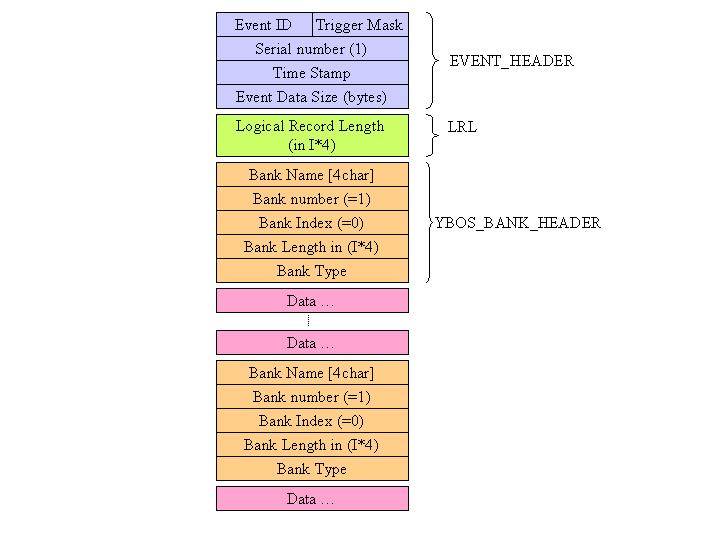 Event ID Trigger Mask
Serial number (1)
Time Stamp
Event Data Size (bytes)
EVENT_HEADER
Logical Record Length
(in I*4)
LRL
Bank Name [4char]
Bank number (=1)
Bank Index (=0)
Bank Length in (I*4)
Bank Type
YBOS_BANK_HEADER
Data …
Data …
Bank Name [4char]
Bank number (=1)
Bank Index (=0)
Bank Length in (I*4)
Bank Type
Data …